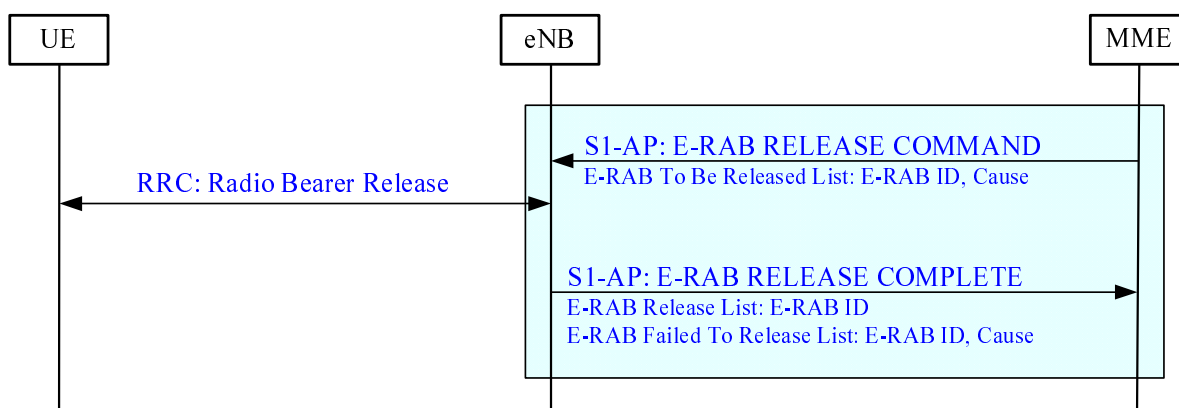 UE
eNB
MME
S1-AP: E-RAB RELEASE COMMAND
E-RAB To Be Released List: E-RAB ID, Cause
RRC: Radio Bearer Release
S1-AP: E-RAB RELEASE COMPLETE
E-RAB Release List: E-RAB ID
E-RAB Failed To Release List: E-RAB ID, Cause